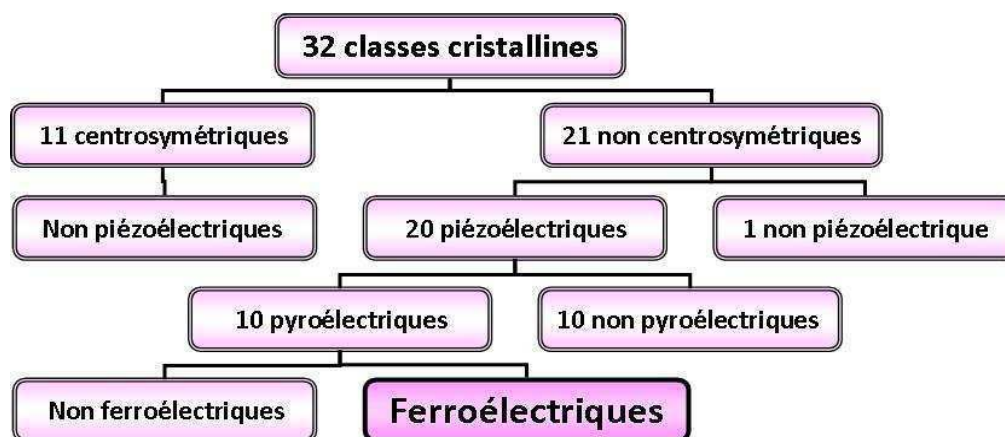 32 classes cristallines
11 centrosymétriques
21 non centrosymétriques
Non piézoélectriques
20 piézoélectriques
1 non piézoélectrique
10 pyroélectriques
10 non pyroélectriques
Non ferroélectriques
Ferroélectriques